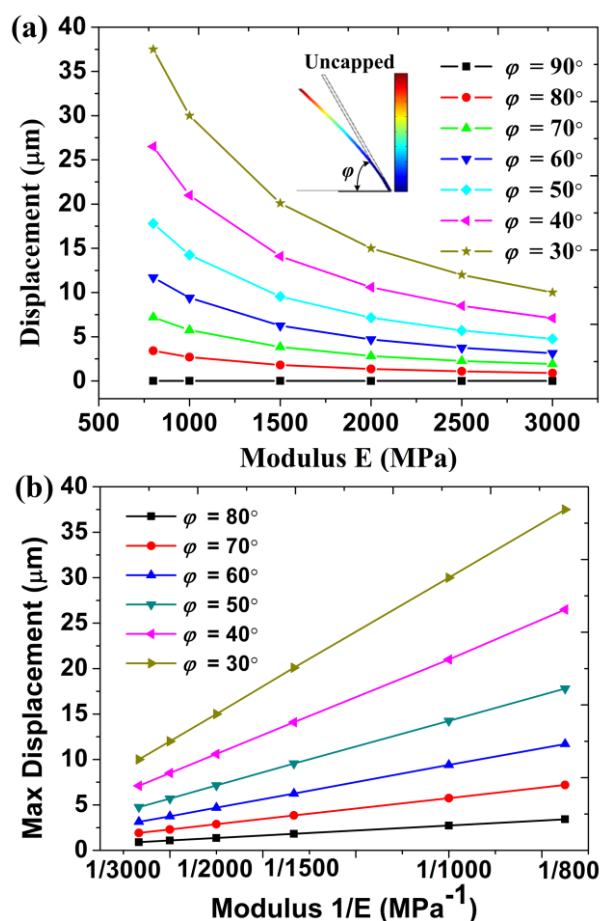 (a)
40
35
30
25
20
15
10
5
0
Displacement (μm)
Uncapped
φ
φ = 90°
φ = 80°
φ = 70°
φ = 60°
φ = 50°
φ = 40°
φ = 30°
500 1000 1500 2000 2500 3000
Modulus E (MPa)
(b)
40
35
30
25
20
15
10
5
0
Max Displacement (μm)
φ = 80°
φ = 70°
φ = 60°
φ = 50°
φ = 40°
φ = 30°
1/3000 1/2000 1/1500 1/1000 1/800
Modulus 1/E (MPa⁻¹)